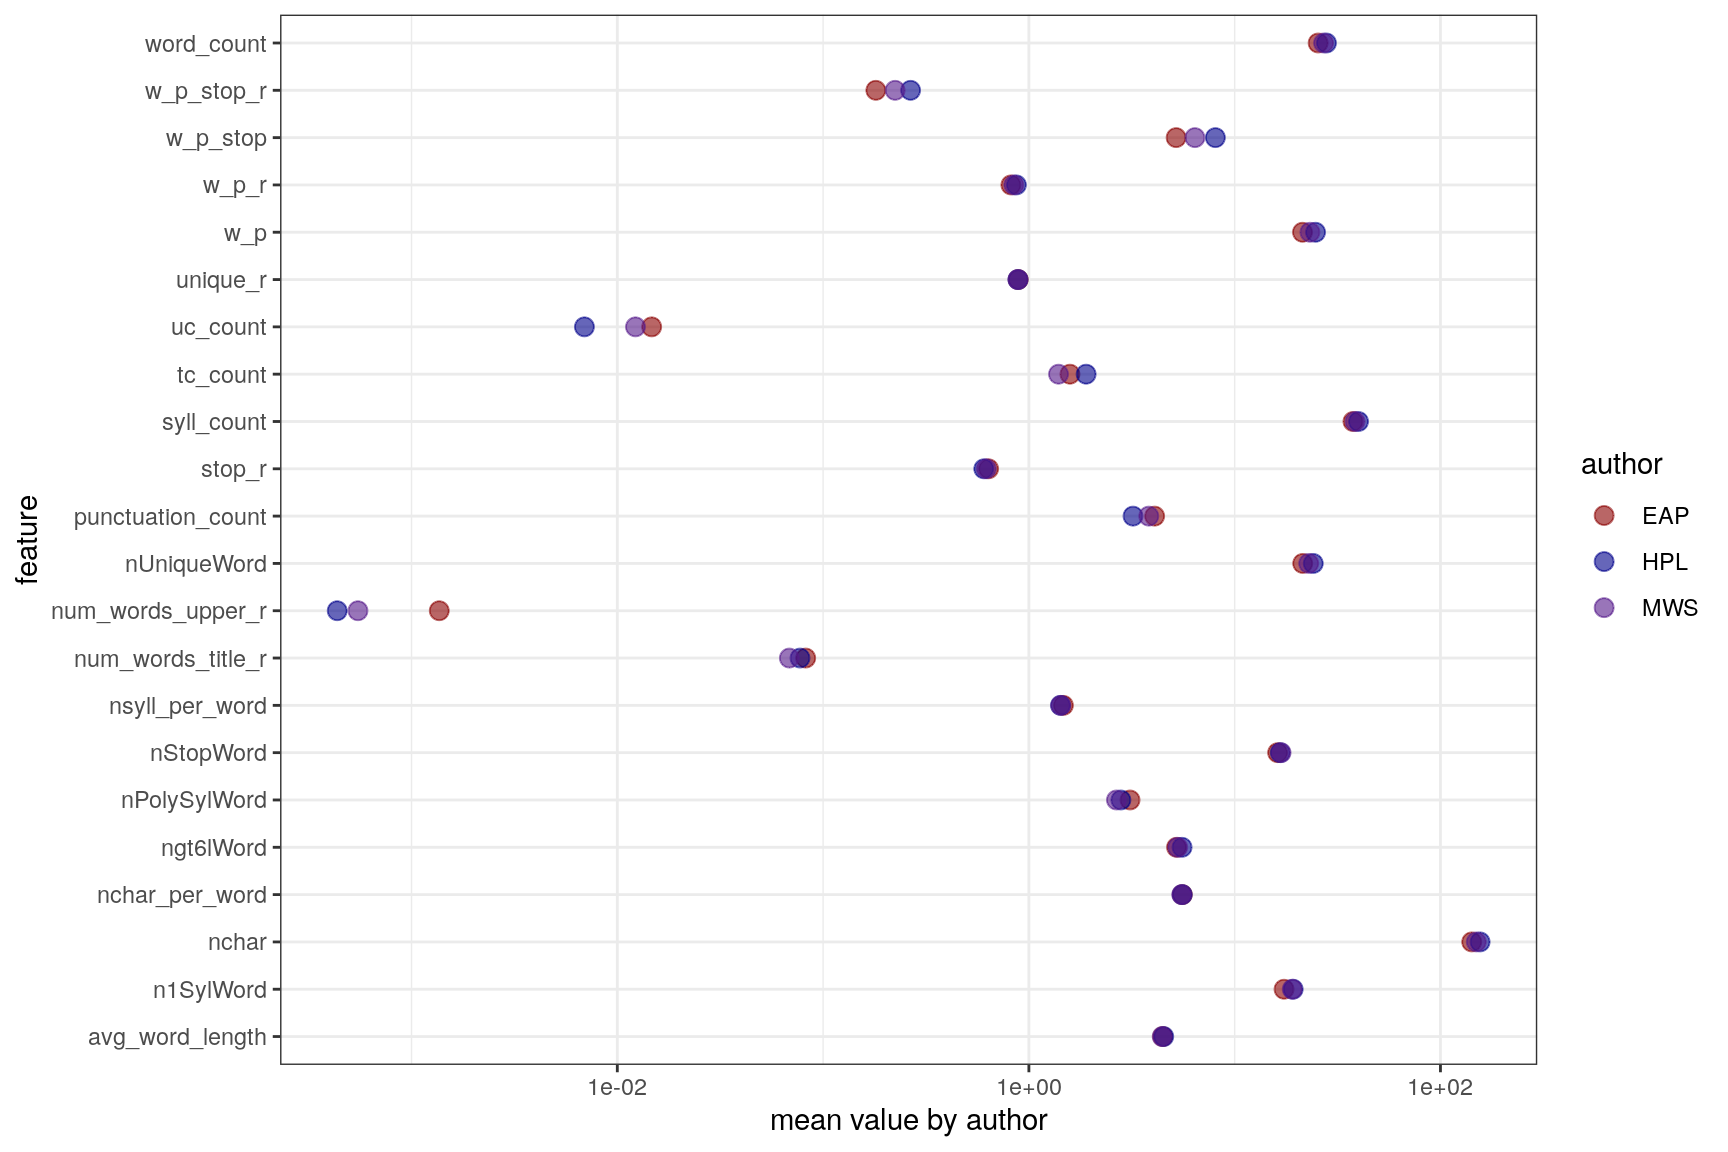 word_count
w_p_stop_r
w_p_stop
w_p_r
w_p
unique_r
uc_count
tc_count
syll_count
stop_r
punctuation_count
nUniqueWord
num_words_upper_r
num_words_title_r
nsyll_per_word
nStopWord
nPolySylWord
ngt6lWord
nchar_per_word
nchar
n1SylWord
avg_word_length
feature
1e-02 1e+00 1e+02
mean value by author
author
EAP
HPL
MWS